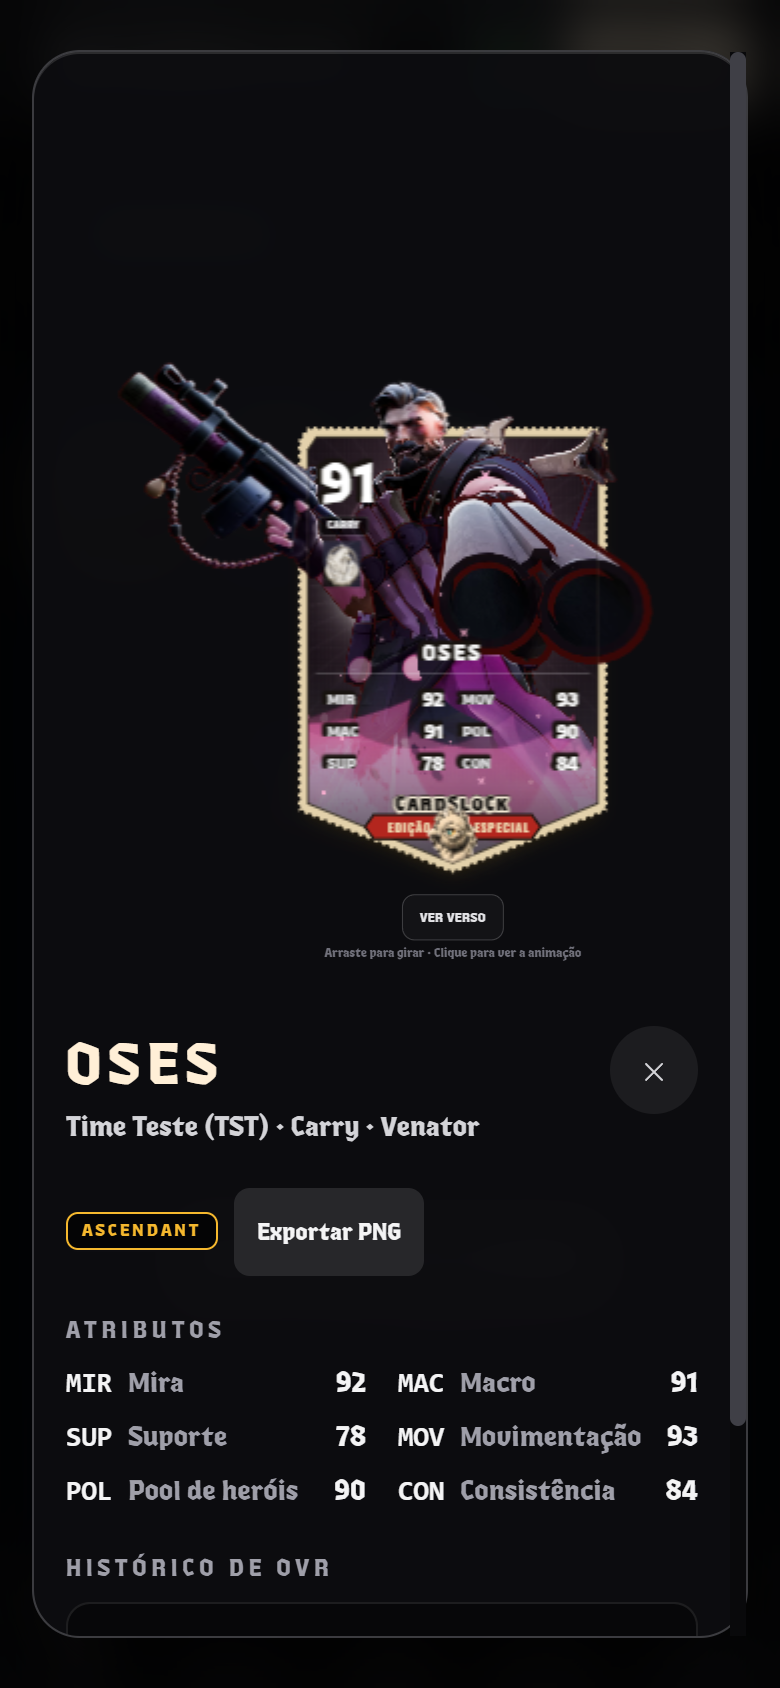 91
CARRY
OSES
MIR 92 MOV 93
MAC 91 POL 90
SUP 78 CON 84
CARDSLOCK
EDIÇÃO ESPECIAL
VER VERSO
Arraste para girar · Clique para ver a animação
OSES
Time Teste (TST) · Carry · Venator
ASCENDANT
Exportar PNG
ATRIBUTOS
MIR Mira 92 MAC Macro 91
SUP Suporte 78 MOV Movimentação 93
POL Pool de heróis 90 CON Consistência 84
HISTÓRICO DE OVR